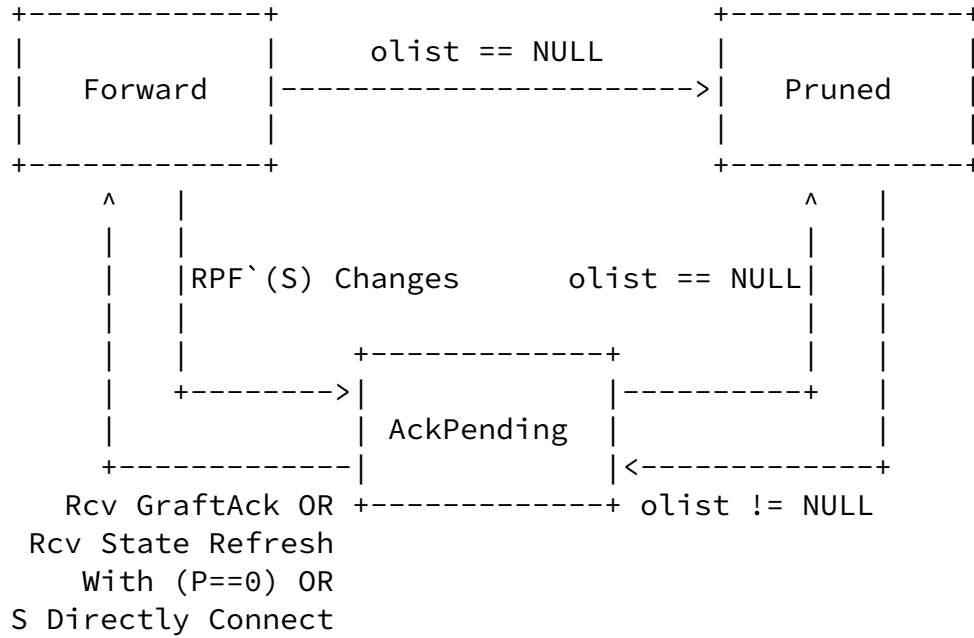 olist == NULL
Forward
Pruned
RPF`(S) Changes
olist == NULL
AckPending
Rcv GraftAck OR
olist != NULL
Rcv State Refresh
With (P==0) OR
S Directly Connect